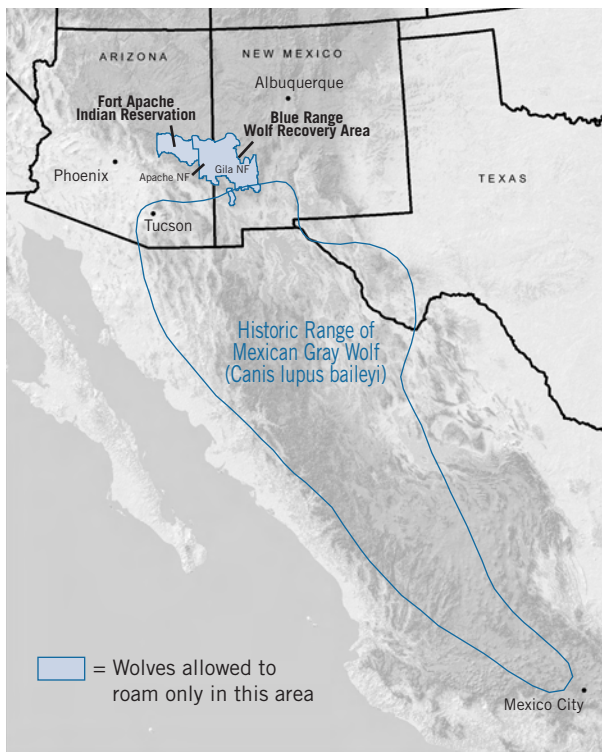 ARIZONA
NEW MEXICO
Albuquerque
Fort Apache
Indian Reservation
Blue Range
Wolf Recovery Area
Phoenix
Apache NF
Gila NF
TEXAS
Tucson
Historic Range of
Mexican Gray Wolf
(Canis lupus baileyi)
= Wolves allowed to
roam only in this area
Mexico City